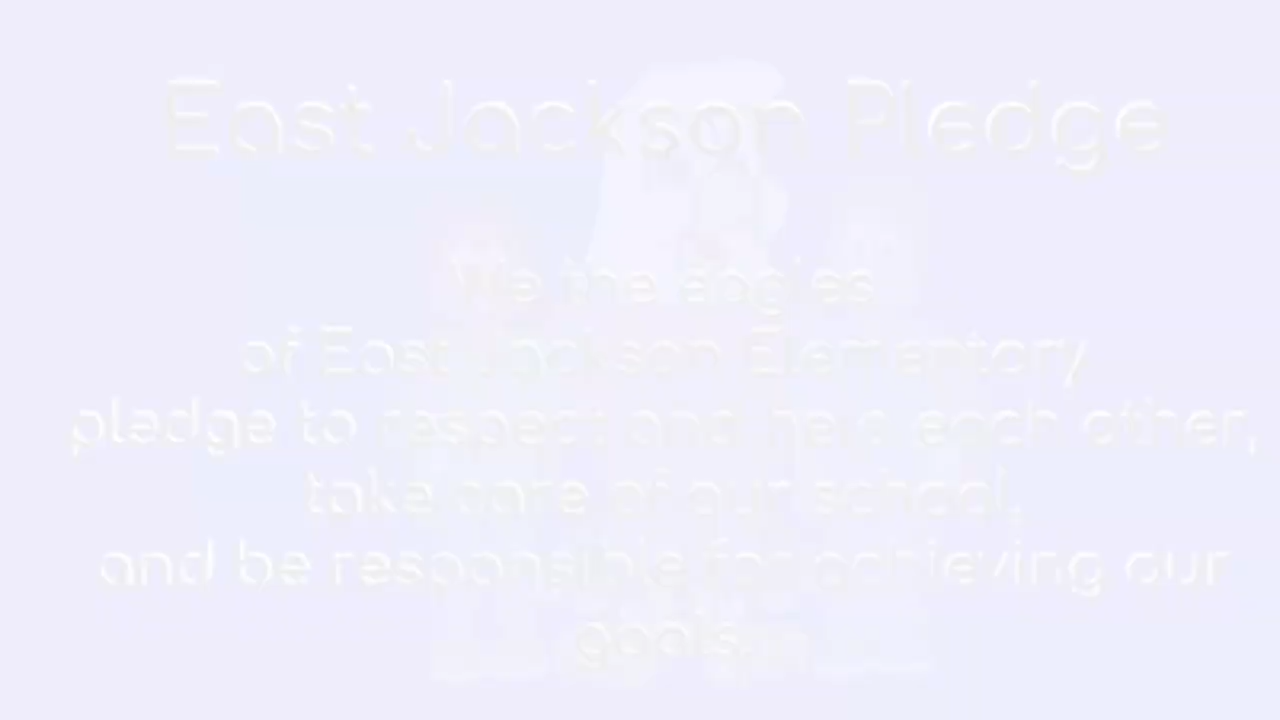 East Jackson Pledge
We the eagles
of East Jackson Elementary
pledge to respect and help each other,
take care of our school,
and be responsible for achieving our
goals.